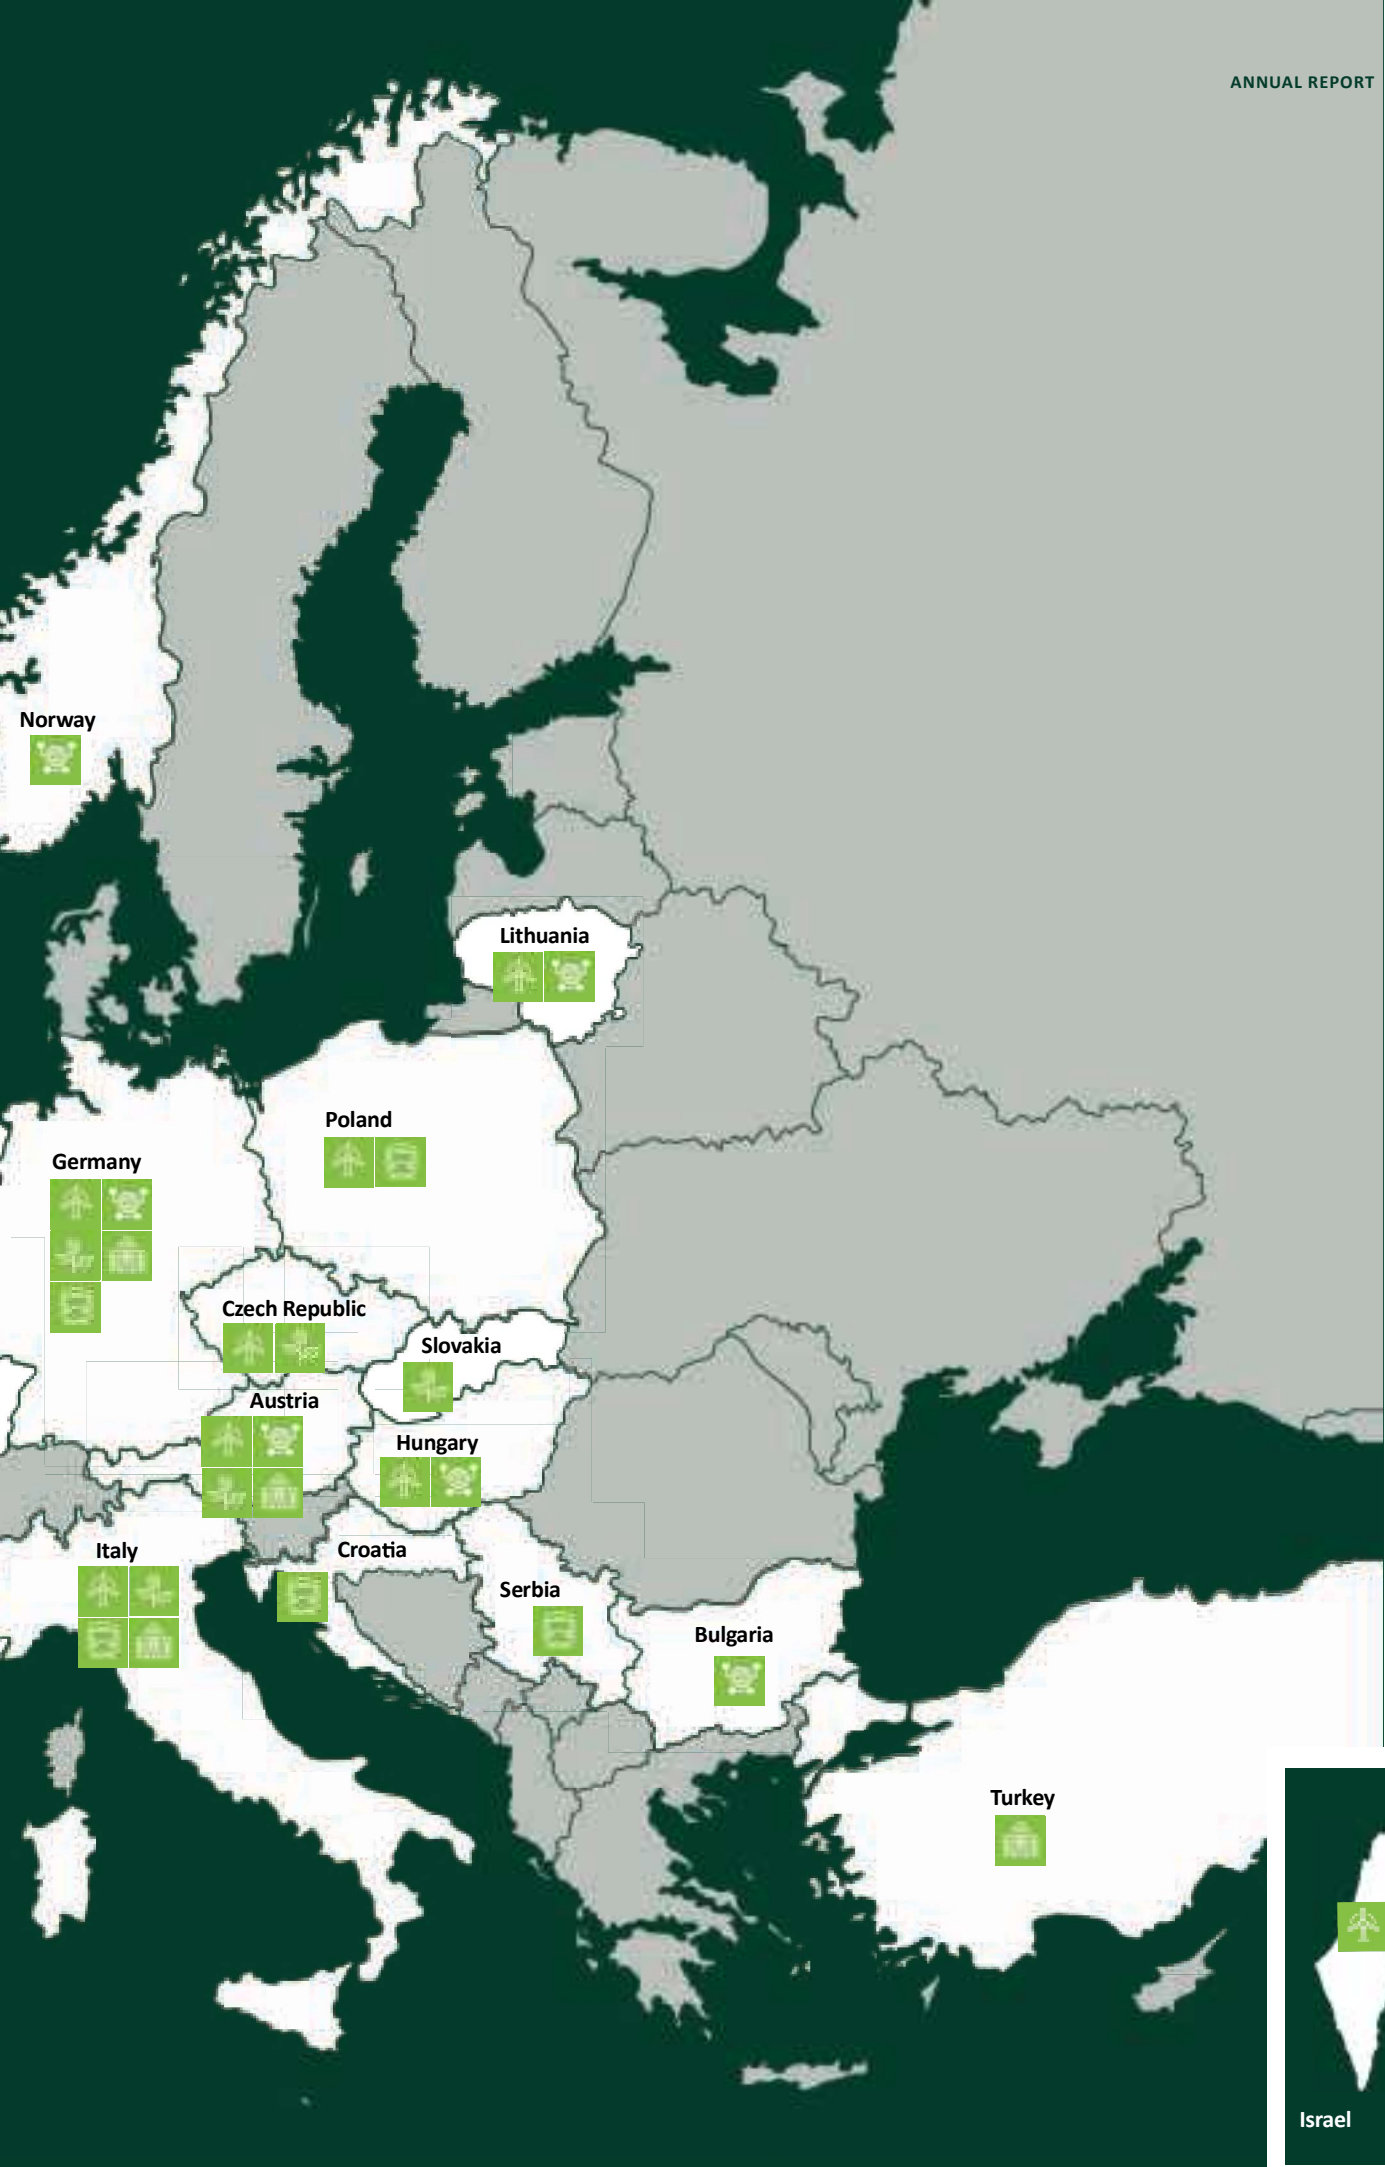 ANNUAL REPORT
Norway
Lithuania
Poland
Germany
Czech Republic
Slovakia
Austria
Hungary
Italy
Croatia
Serbia
Bulgaria
Turkey
Israel